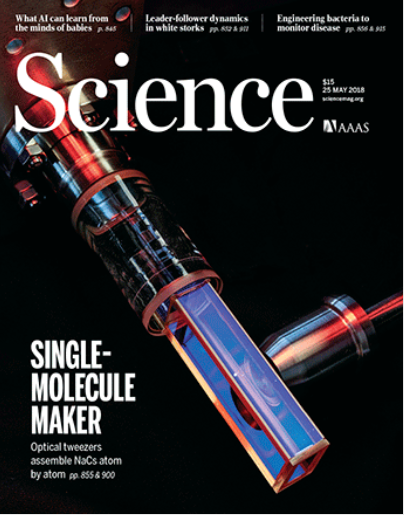 What AI can learn from
the minds of babies p. 845
Leader-follower dynamics
in white storks pp. 852 & 911
Engineering bacteria to
monitor disease pp. 856 & 915
Science
$15
25 MAY 2018
sciencemag.org
AAAS
SINGLE-
MOLECULE
MAKER
Optical tweezers
assemble NaCs atom
by atom pp. 855 & 900